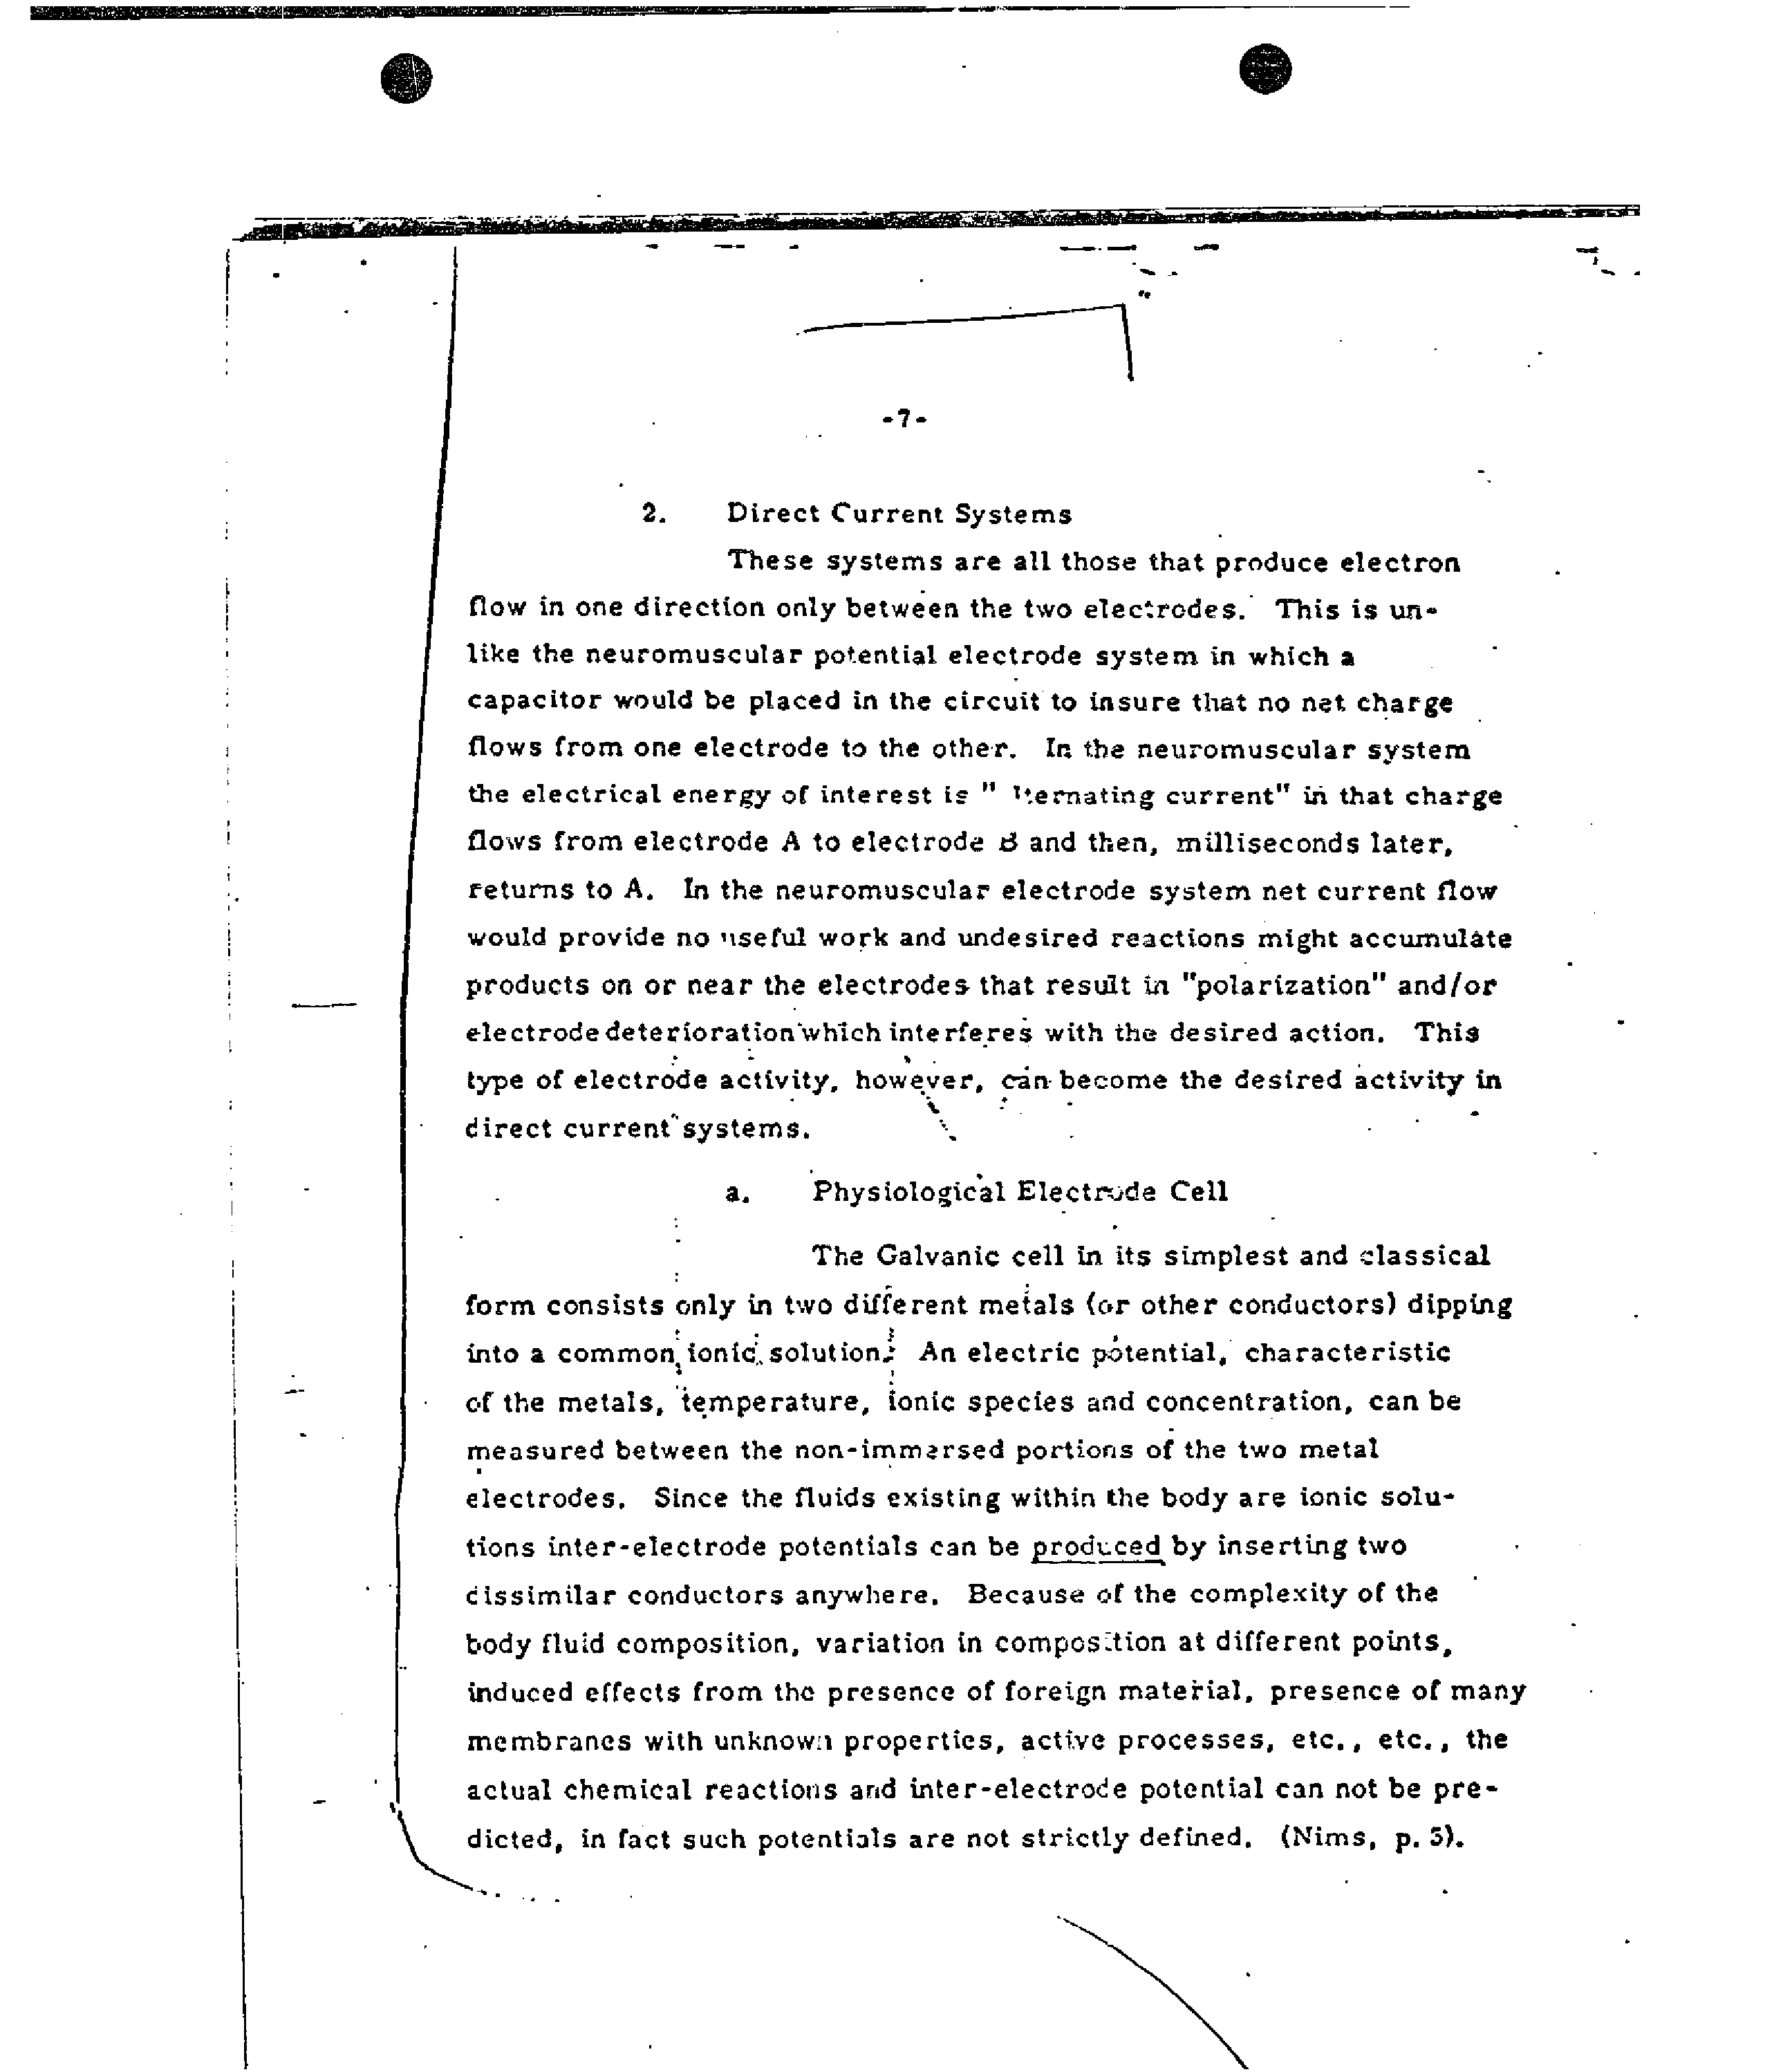 -7-
2. Direct Current Systems
These systems are all those that produce electron
flow in one direction only between the two electrodes. This is un-
like the neuromuscular potential electrode system in which a
capacitor would be placed in the circuit to insure that no net charge
flows from one electrode to the other. In the neuromuscular system
the electrical energy of interest is " lternating current" in that charge
flows from electrode A to electrode B and then, milliseconds later,
returns to A. In the neuromuscular electrode system net current flow
would provide no useful work and undesired reactions might accumulate
products on or near the electrodes that result in "polarization" and/or
electrode deterioration which interferes with the desired action. This
type of electrode activity, however, can become the desired activity in
direct current systems.
a. Physiological Electrode Cell
The Galvanic cell in its simplest and classical
form consists only in two different metals (or other conductors) dipping
into a common ionic solution. An electric potential, characteristic
of the metals, temperature, ionic species and concentration, can be
measured between the non-immersed portions of the two metal
electrodes. Since the fluids existing within the body are ionic solu-
tions inter-electrode potentials can be produced by inserting two
dissimilar conductors anywhere. Because of the complexity of the
body fluid composition, variation in composition at different points,
induced effects from the presence of foreign material, presence of many
membranes with unknown properties, active processes, etc., etc., the
actual chemical reactions and inter-electrode potential can not be pre-
dicted, in fact such potentials are not strictly defined. (Nims, p. 5).